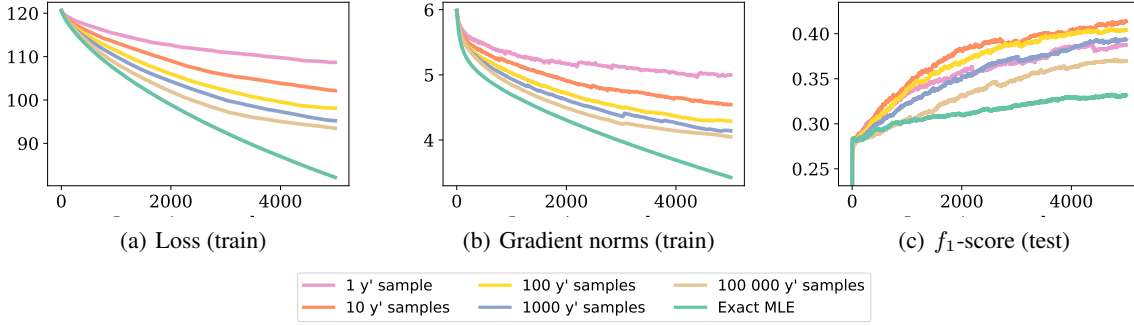 120
110
100
90
0
2000
4000
(a) Loss (train)
6
5
4
0
2000
4000
(b) Gradient norms (train)
0.40
0.35
0.30
0.25
0
2000
4000
(c) f₁-score (test)
1 y' sample
100 y' samples
100 000 y' samples
10 y' samples
1000 y' samples
Exact MLE